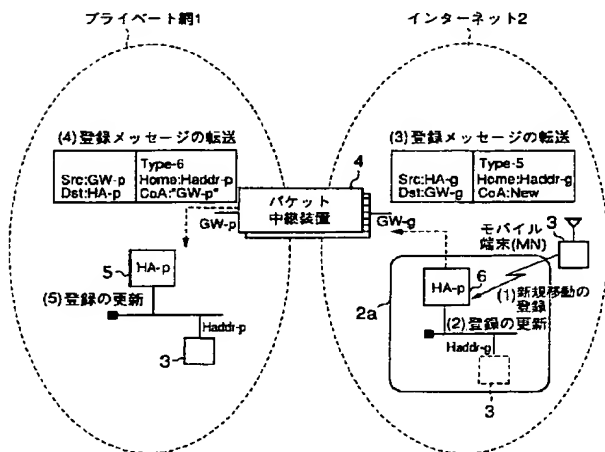 プライベート網1
インターネット2
(4)登録メッセージの転送
Src:GW-p
Dst:HA-p
Type-6
Home:Haddr-p
CoA:"GW-p"
4
パケット
中継装置
GW-p
GW-g
(3)登録メッセージの転送
Src:HA-g
Dst:GW-g
Type-5
Home:Haddr-g
CoA:New
モバイル
端末(MN)
3
5
HA-p
(5)登録の更新
Haddr-p
3
2a
HA-p
6
(1)新規移動の
登録
(2)登録の更新
Haddr-g
3